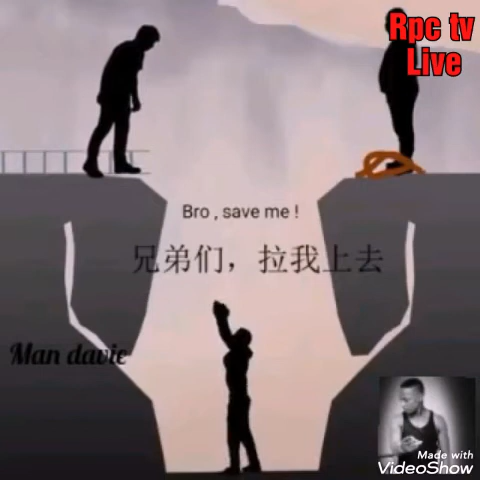 Rpc tv
Live
Bro , save me !
兄弟们，拉我上去
Man davie
Made with
VideoShow